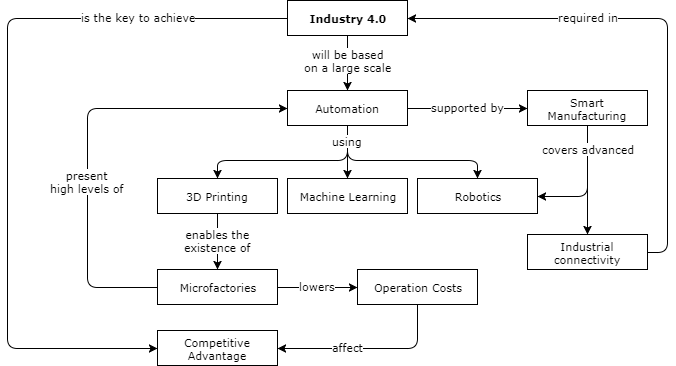 is the key to achieve
Industry 4.0
required in
will be based
on a large scale
Automation
supported by
Smart
Manufacturing
using
covers advanced
present
high levels of
3D Printing
Machine Learning
Robotics
enables the
existence of
Industrial
connectivity
Microfactories
lowers
Operation Costs
Competitive
Advantage
affect